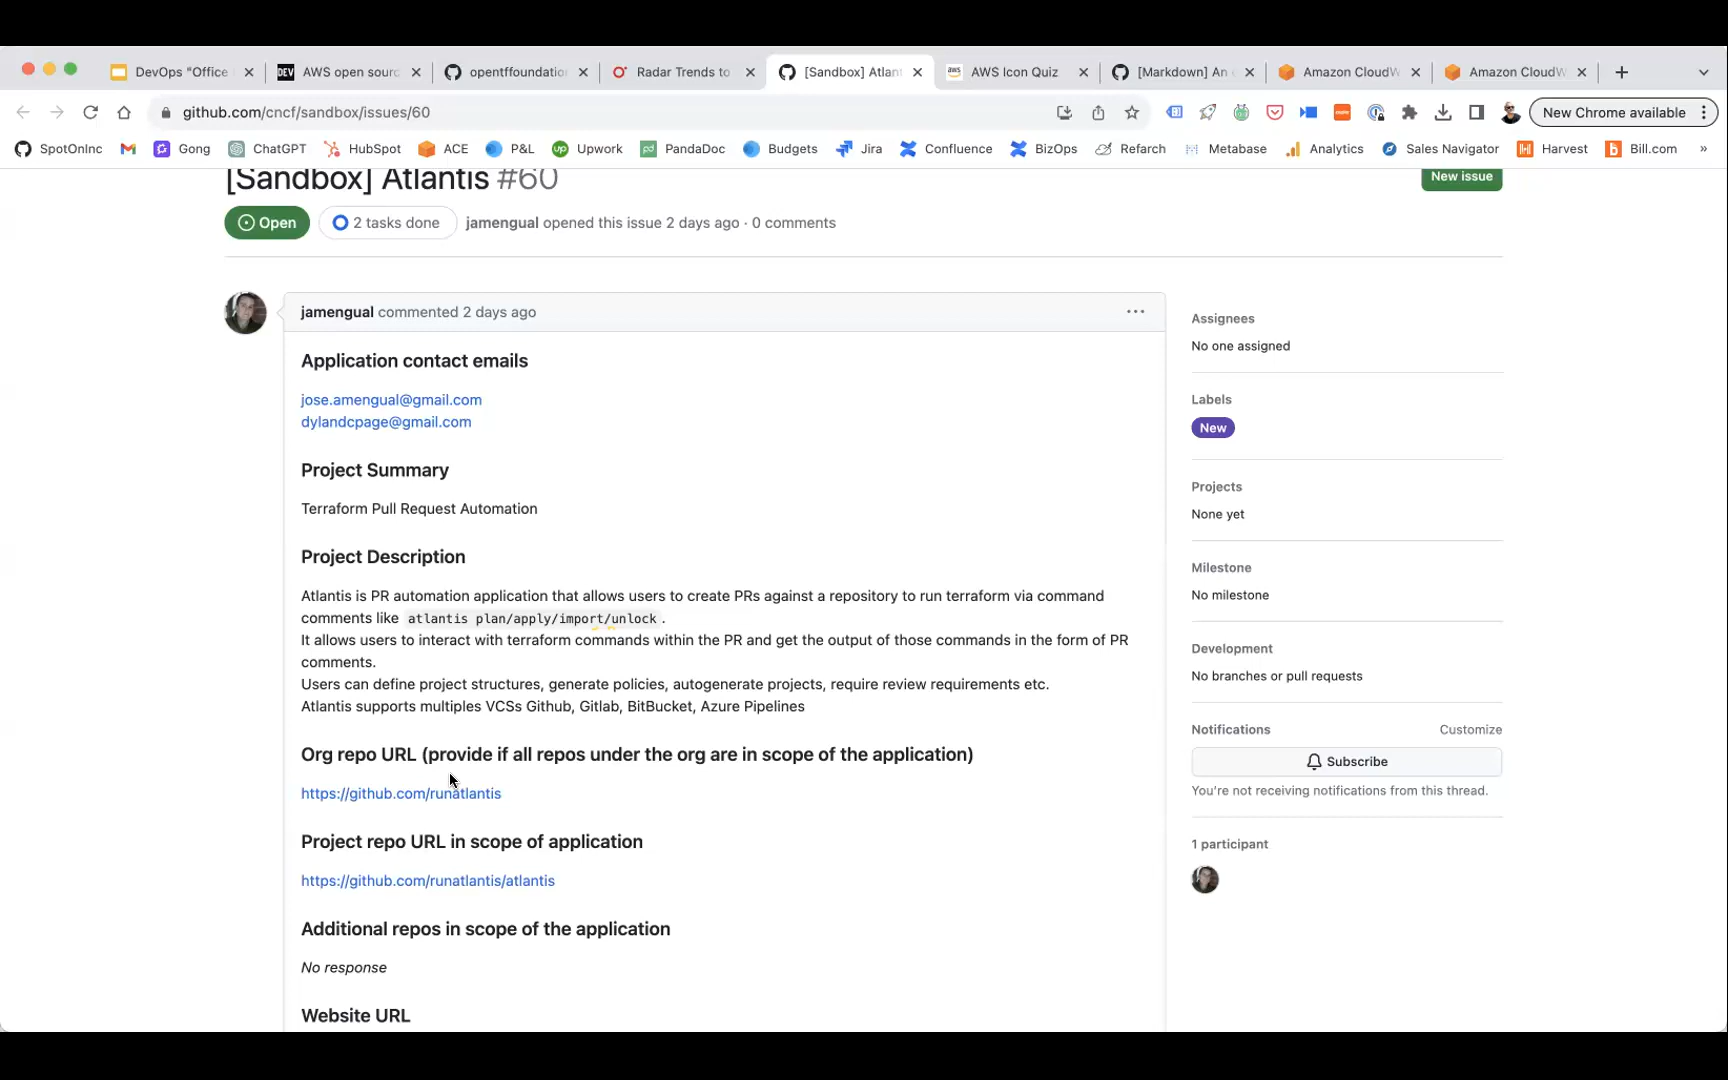 DevOps "Office
AWS open sourc
opentffoundatio
Radar Trends to
[Sandbox] Atlant
AWS Icon Quiz
[Markdown] An
Amazon CloudW
Amazon CloudW
github.com/cncf/sandbox/issues/60
New Chrome available
SpotOnInc
Gong
ChatGPT
HubSpot
ACE
P&L
Upwork
PandaDoc
Budgets
Jira
Confluence
BizOps
Refarch
Metabase
Analytics
Sales Navigator
Harvest
Bill.com
»
[Sandbox] Atlantis #60
New issue
Open
2 tasks done
jamengual opened this issue 2 days ago · 0 comments
jamengual commented 2 days ago
Application contact emails
jose.amengual@gmail.com
dylandcpage@gmail.com
Project Summary
Terraform Pull Request Automation
Project Description
Atlantis is PR automation application that allows users to create PRs against a repository to run terraform via command
comments like atlantis plan/apply/import/unlock.
It allows users to interact with terraform commands within the PR and get the output of those commands in the form of PR
comments.
Users can define project structures, generate policies, autogenerate projects, require review requirements etc.
Atlantis supports multiples VCSs Github, Gitlab, BitBucket, Azure Pipelines
Org repo URL (provide if all repos under the org are in scope of the application)
https://github.com/runatlantis
Project repo URL in scope of application
https://github.com/runatlantis/atlantis
Additional repos in scope of the application
No response
Website URL
Assignees
No one assigned
Labels
New
Projects
None yet
Milestone
No milestone
Development
No branches or pull requests
Notifications
Customize
Subscribe
You're not receiving notifications from this thread.
1 participant